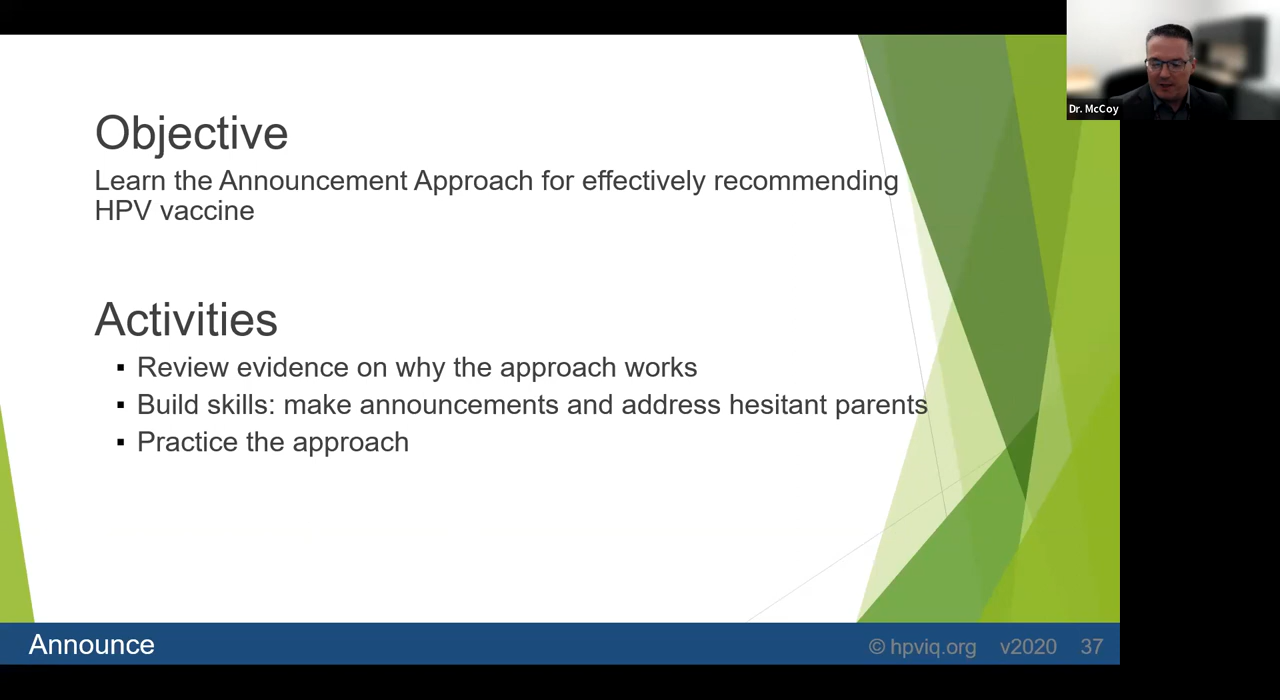 Objective
Learn the Announcement Approach for effectively recommending
HPV vaccine
Activities
▪ Review evidence on why the approach works
▪ Build skills: make announcements and address hesitant parents
▪ Practice the approach
Announce
© hpviq.org v2020 37
Dr. McCoy